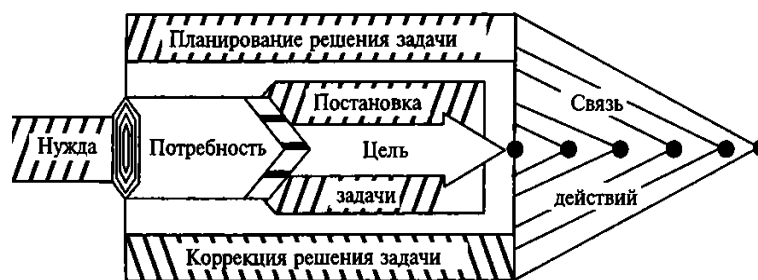 Планирование решения задачи
Постановка
Связь
Нужда
Потребность
Цель
задачи
действий
Коррекция решения задачи